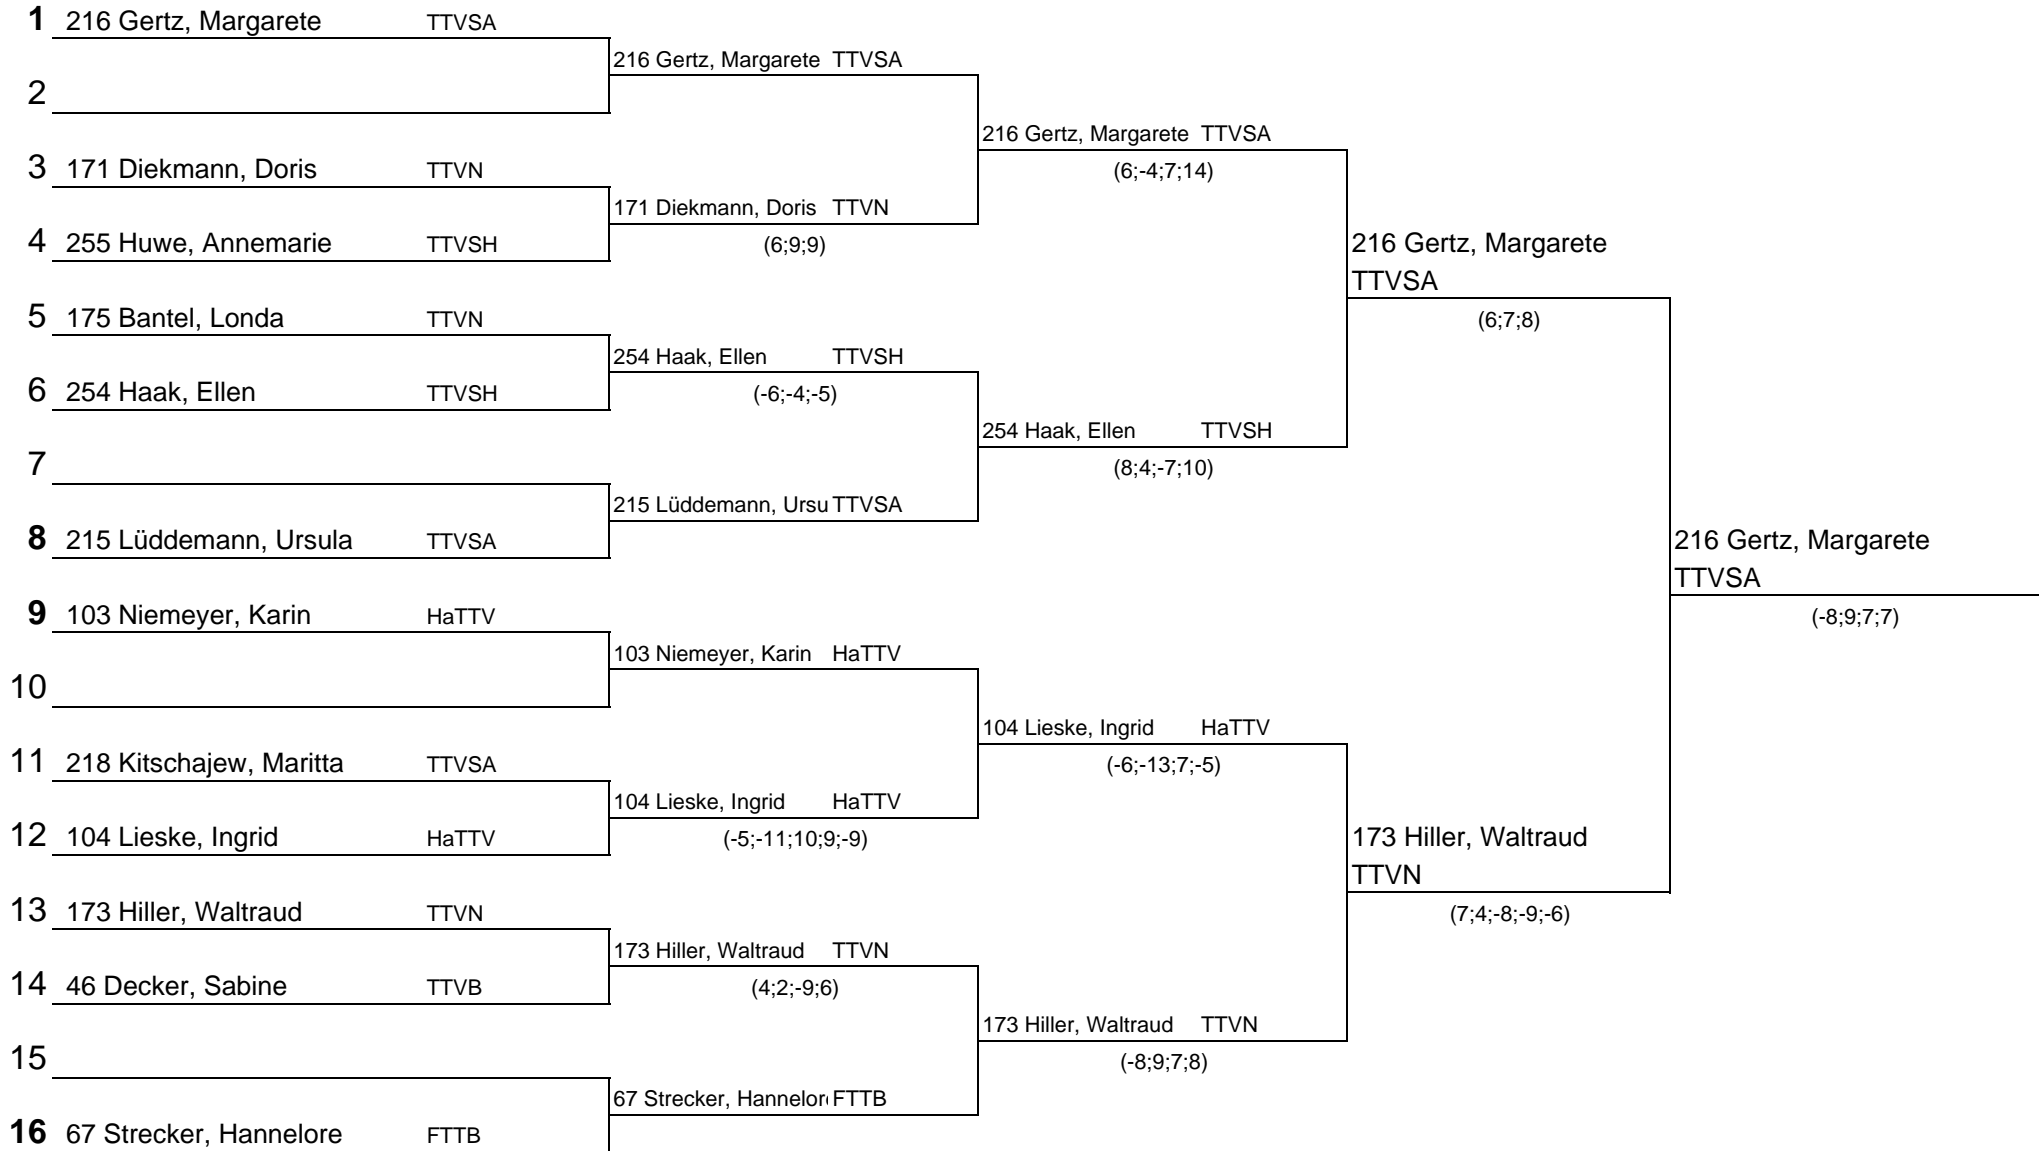 1 216 Gertz, Margarete TTVSA
216 Gertz, Margarete TTVSA
2
216 Gertz, Margarete TTVSA
3 171 Diekmann, Doris TTVN
(6;-4;7;14)
171 Diekmann, Doris TTVN
4 255 Huwe, Annemarie TTVSH
(6;9;9)
216 Gertz, Margarete
TTVSA
5 175 Bantel, Londa TTVN
(6;7;8)
254 Haak, Ellen TTVSH
6 254 Haak, Ellen TTVSH
(-6;-4;-5)
254 Haak, Ellen TTVSH
7
(8;4;-7;10)
215 Lüddemann, Ursu TTVSA
8 215 Lüddemann, Ursula TTVSA
216 Gertz, Margarete
TTVSA
9 103 Niemeyer, Karin HaTTV
(-8;9;7;7)
103 Niemeyer, Karin HaTTV
10
104 Lieske, Ingrid HaTTV
11 218 Kitschajew, Maritta TTVSA
(-6;-13;7;-5)
104 Lieske, Ingrid HaTTV
12 104 Lieske, Ingrid HaTTV
(-5;-11;10;9;-9)
173 Hiller, Waltraud
TTVN
13 173 Hiller, Waltraud TTVN
(7;4;-8;-9;-6)
173 Hiller, Waltraud TTVN
14 46 Decker, Sabine TTVB
(4;2;-9;6)
173 Hiller, Waltraud TTVN
15
(-8;9;7;8)
67 Strecker, Hannelor FTTB
16 67 Strecker, Hannelore FTTB